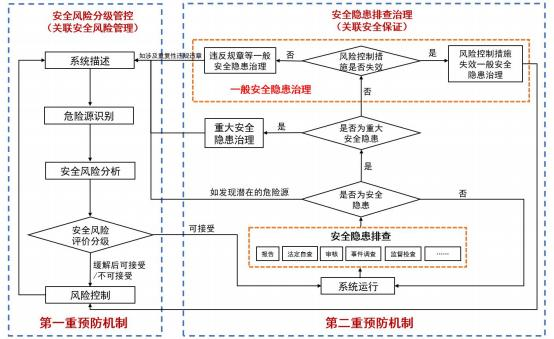 安全风险分级管控
（关联安全风险管理）
系统描述
危险源识别
安全风险分析
安全风险
评价分级
缓解后可接受
/不可接受
风险控制
第一重预防机制
可接受
安全隐患排查治理
（关联安全保证）
如涉及重复性违规违章
违反规章等一般
安全隐患治理
否
风险控制措
施是否失效
是
风险控制措施
失效一般安全
隐患治理
一般安全隐患治理
否
重大安全
隐患治理
是
是否为重大
安全隐患
是
如发现潜在的危险源
是否为安全
隐患
否
安全隐患排查
报告
法定自查
审核
事件调查
监督检查
……
系统运行
第二重预防机制